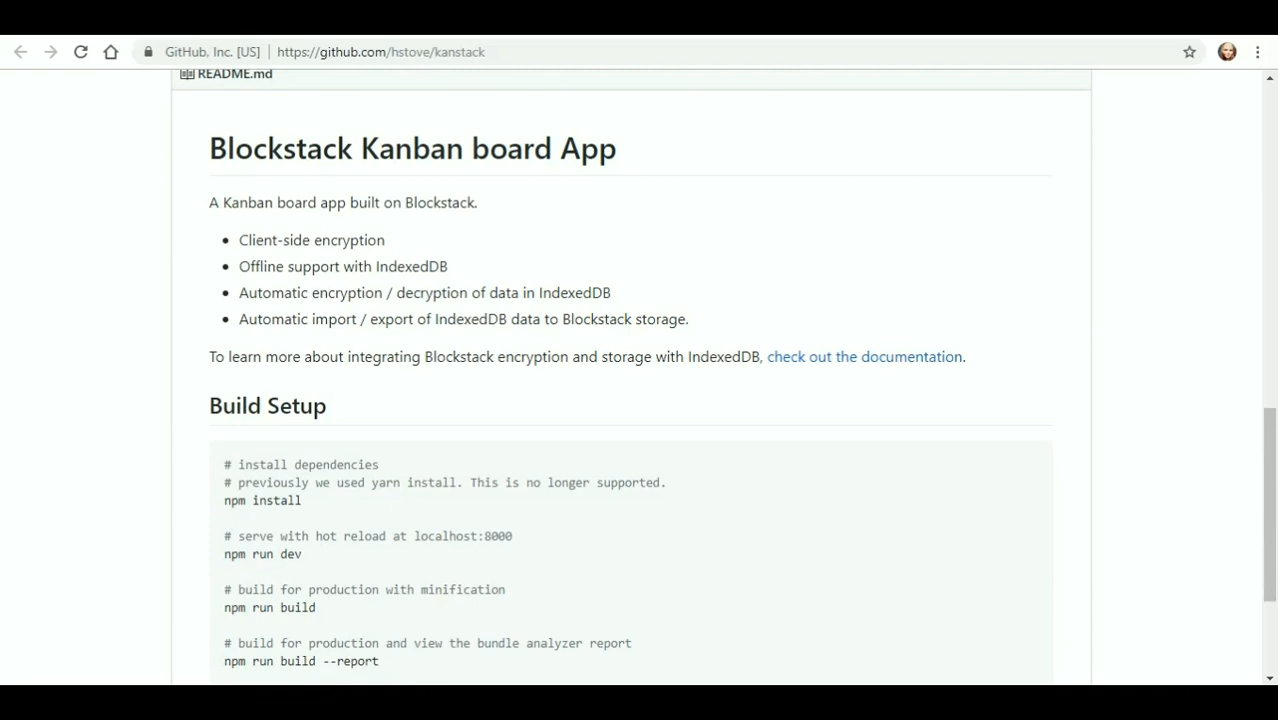 GitHub, Inc. [US] | https://github.com/hstove/kanstack
README.md
Blockstack Kanban board App
A Kanban board app built on Blockstack.
• Client-side encryption
• Offline support with IndexedDB
• Automatic encryption / decryption of data in IndexedDB
• Automatic import / export of IndexedDB data to Blockstack storage.
To learn more about integrating Blockstack encryption and storage with IndexedDB, check out the documentation.
Build Setup
# install dependencies
# previously we used yarn install. This is no longer supported.
npm install
# serve with hot reload at localhost:8000
npm run dev
# build for production with minification
npm run build
# build for production and view the bundle analyzer report
npm run build --report